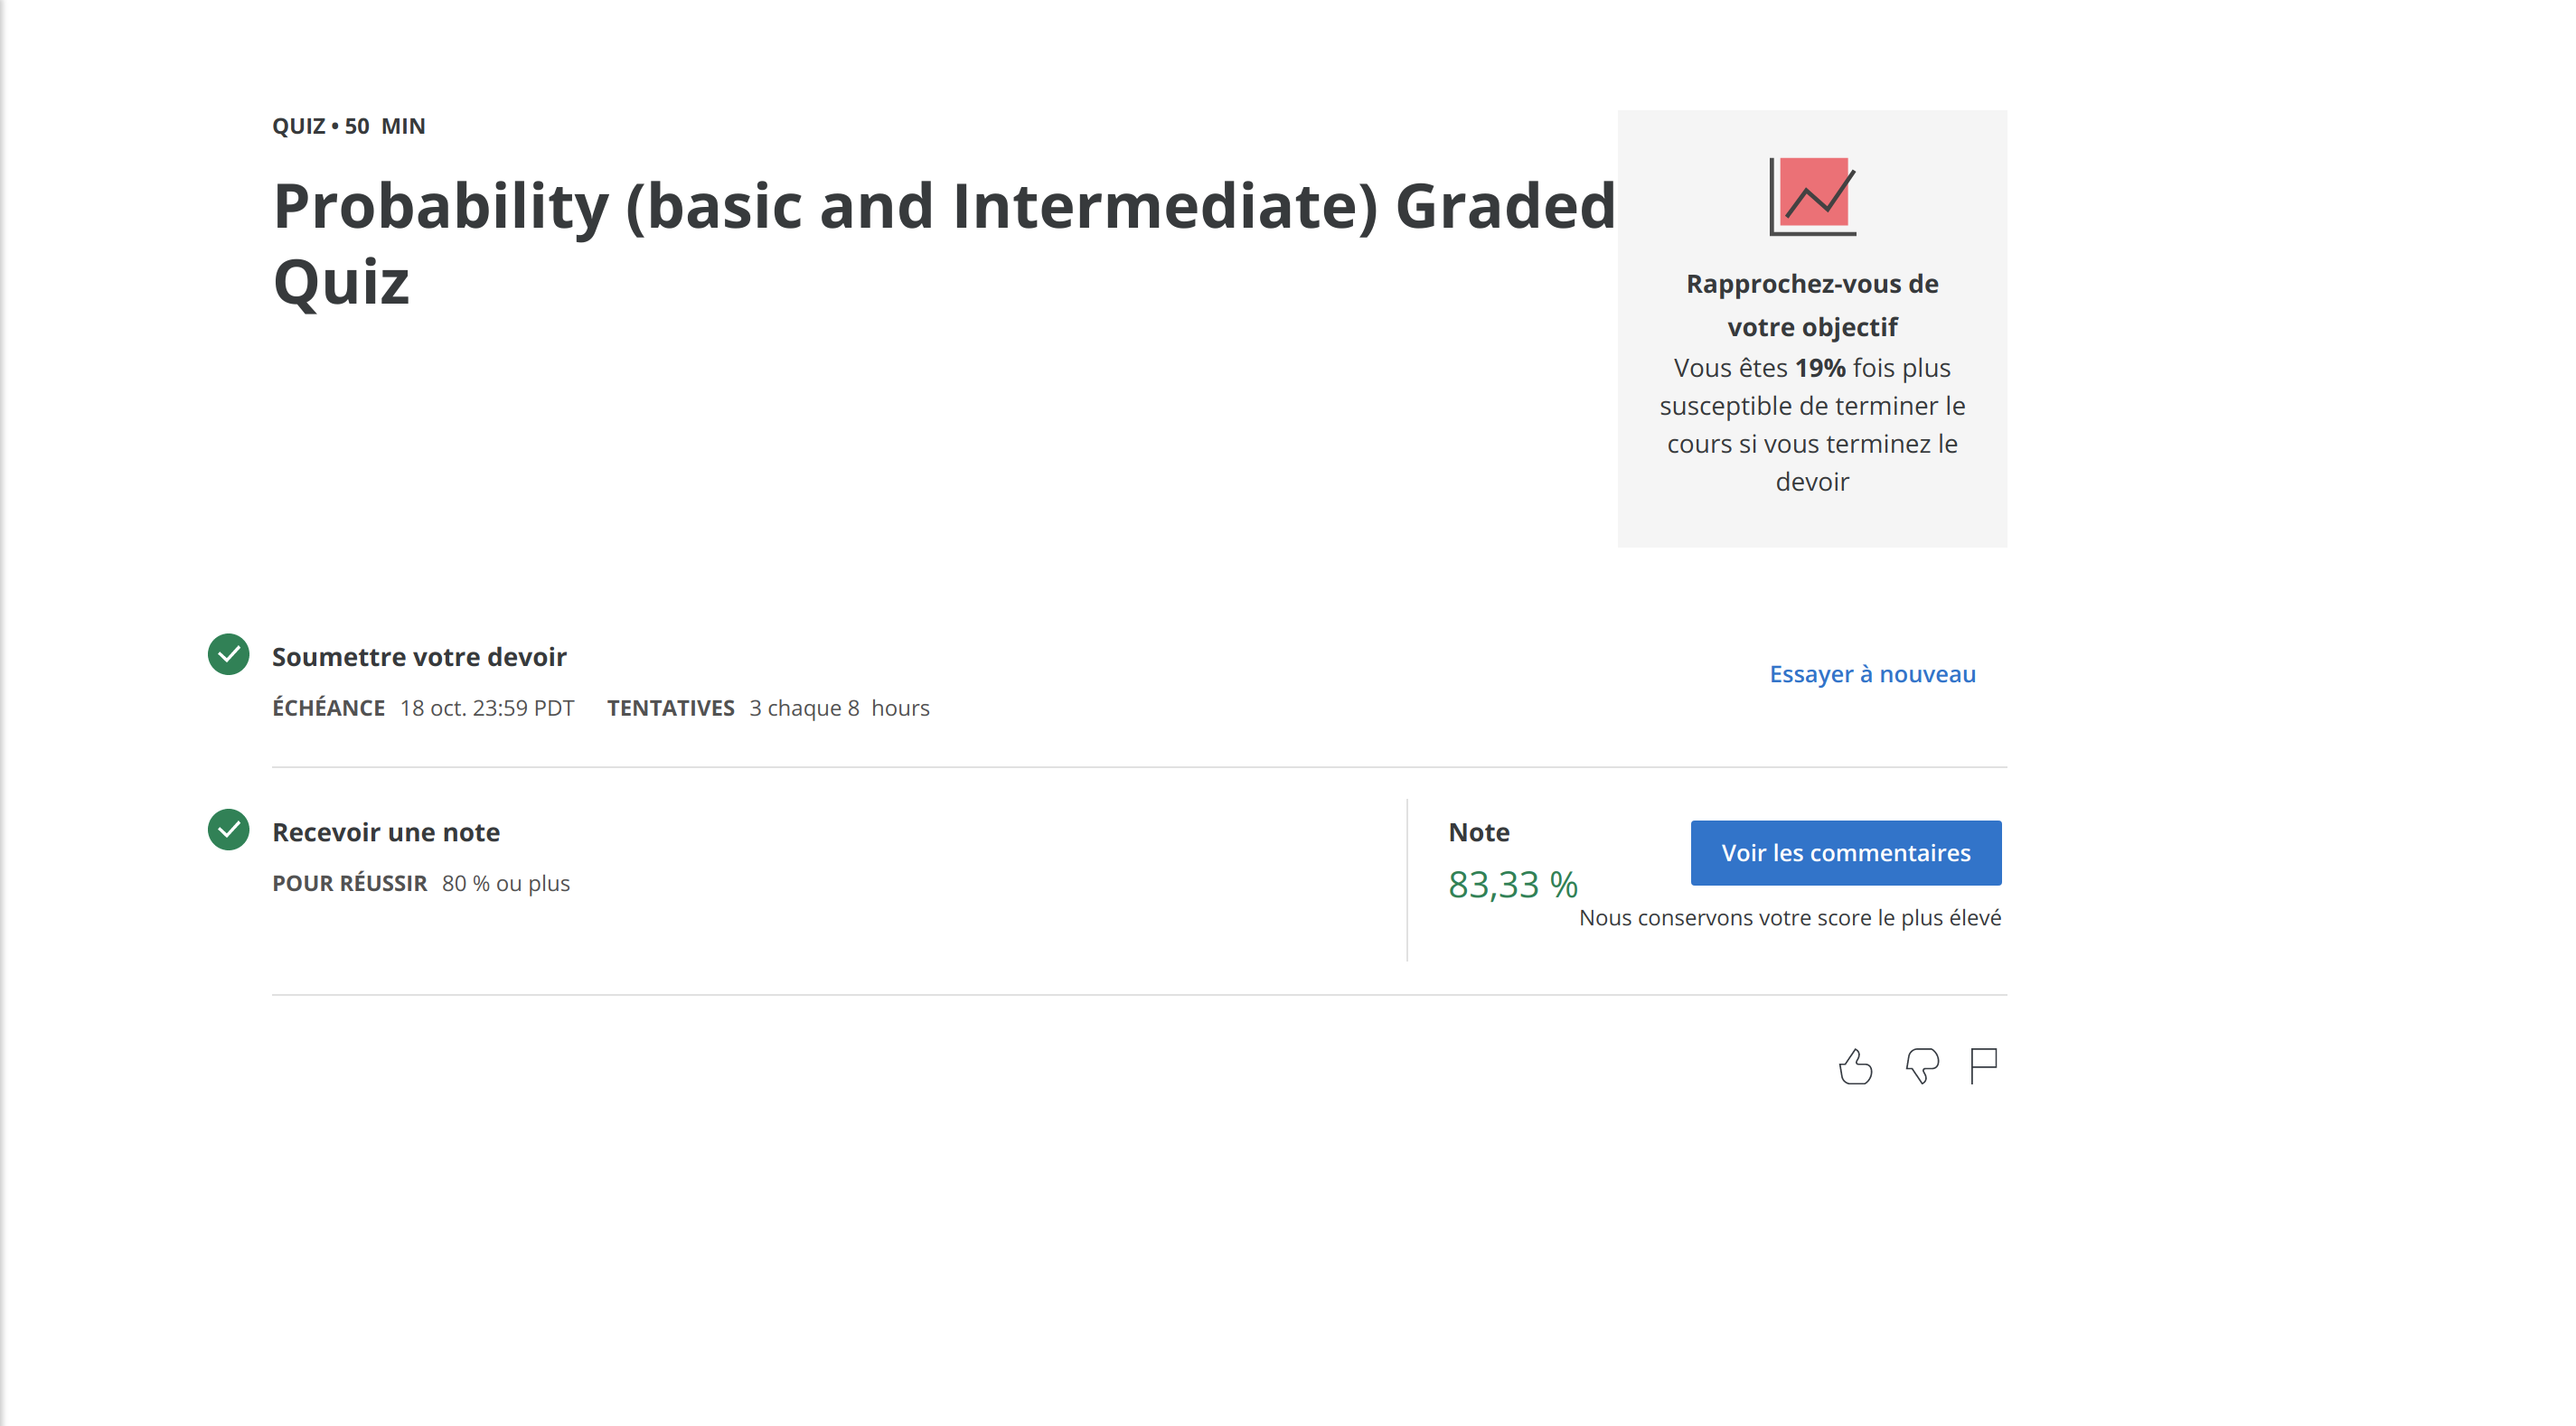 QUIZ • 50 MIN
Probability (basic and Intermediate) Graded
Quiz
Rapprochez-vous de
votre objectif
Vous êtes 19% fois plus
susceptible de terminer le
cours si vous terminez le
devoir
Soumettre votre devoir
ÉCHÉANCE 18 oct. 23:59 PDT TENTATIVES 3 chaque 8 hours
Essayer à nouveau
Recevoir une note
POUR RÉUSSIR 80 % ou plus
Note
83,33 %
Voir les commentaires
Nous conservons votre score le plus élevé